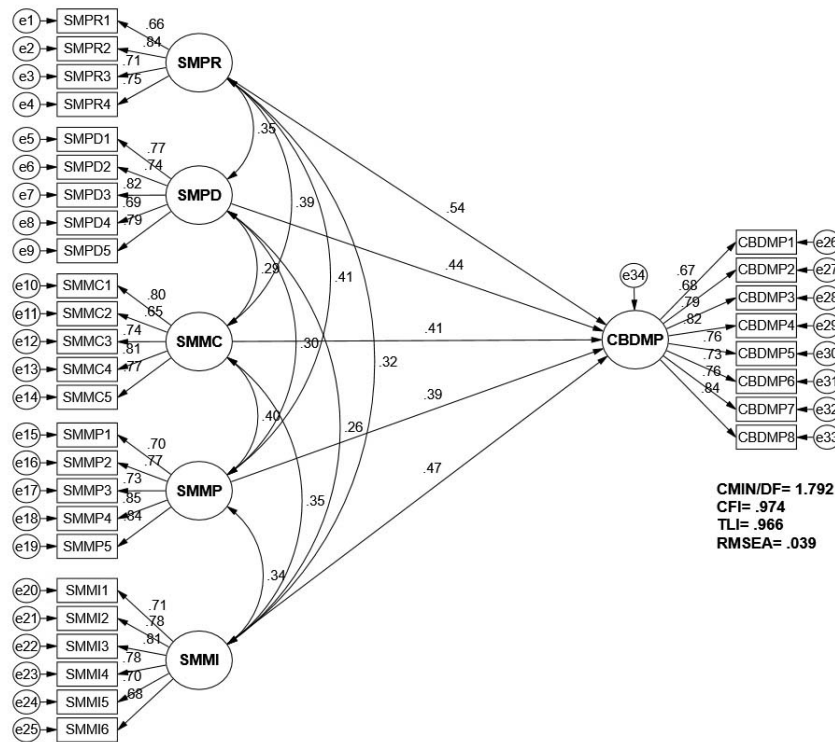 e1 SMPR1 .66
e2 SMPR2 .84
e3 SMPR3 .71
e4 SMPR4 .75
SMPR
.35
e5 SMPD1 .77
e6 SMPD2 .74
e7 SMPD3 .82
e8 SMPD4 .69
e9 SMPD5 .79
SMPD
.39
.54
.29
.41
.44
e10 SMMC1 .80
e11 SMMC2 .65
e12 SMMC3 .74
e13 SMMC4 .81
e14 SMMC5 .77
SMMC
.41
.30
.32
.40
.39
.26
e15 SMMP1 .70
e16 SMMP2 .77
e17 SMMP3 .73
e18 SMMP4 .85
e19 SMMP5 .84
SMMP
.47
.35
.34
e20 SMMI1 .71
e21 SMMI2 .78
e22 SMMI3 .81
e23 SMMI4 .78
e24 SMMI5 .70
e25 SMMI6 .68
SMMI
e34
CBDMP
.67 CBDMP1 e26
.68 CBDMP2 e27
.79 CBDMP3 e28
.82 CBDMP4 e29
.76 CBDMP5 e30
.73 CBDMP6 e31
.76 CBDMP7 e32
.84 CBDMP8 e33
CMIN/DF= 1.792
CFI= .974
TLI= .966
RMSEA= .039